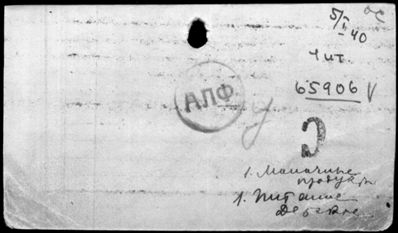 5/I 40
Чит.
65906 V
АЛФ
у
С
1. Молочные
продукты
1. Питание